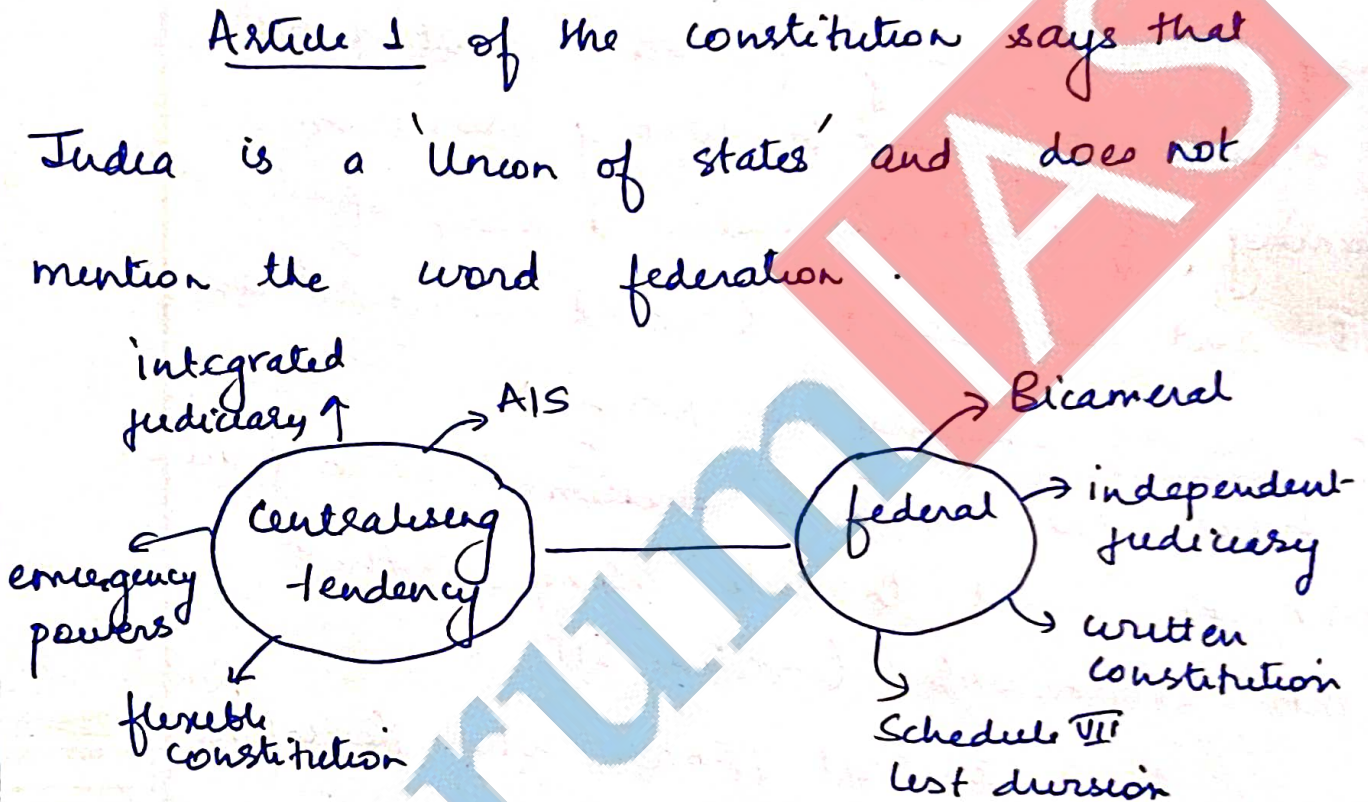 Article 1 of the constitution says that
India is a 'Union of states' and does not
mention the word federation.
integrated
judiciary
AIS
Centralising
tendency
emergency
powers
flexible
constitution
federal
Bicameral
independent
judiciary
written
constitution
Schedule VII
list division
rumIAS